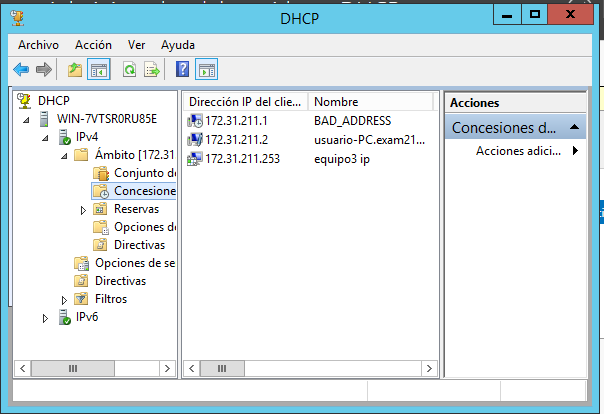 DHCP
Archivo Acción Ver Ayuda
DHCP
WIN-7VTSR0RU85E
IPv4
Ámbito [172.31
Conjunto de
Concesione
Reservas
Opciones de
Directivas
Opciones de se
Directivas
Filtros
IPv6
Dirección IP del clie... Nombre
172.31.211.1 BAD_ADDRESS
172.31.211.2 usuario-PC.exam21...
172.31.211.253 equipo3 ip
Acciones
Concesiones d...
Acciones adici...